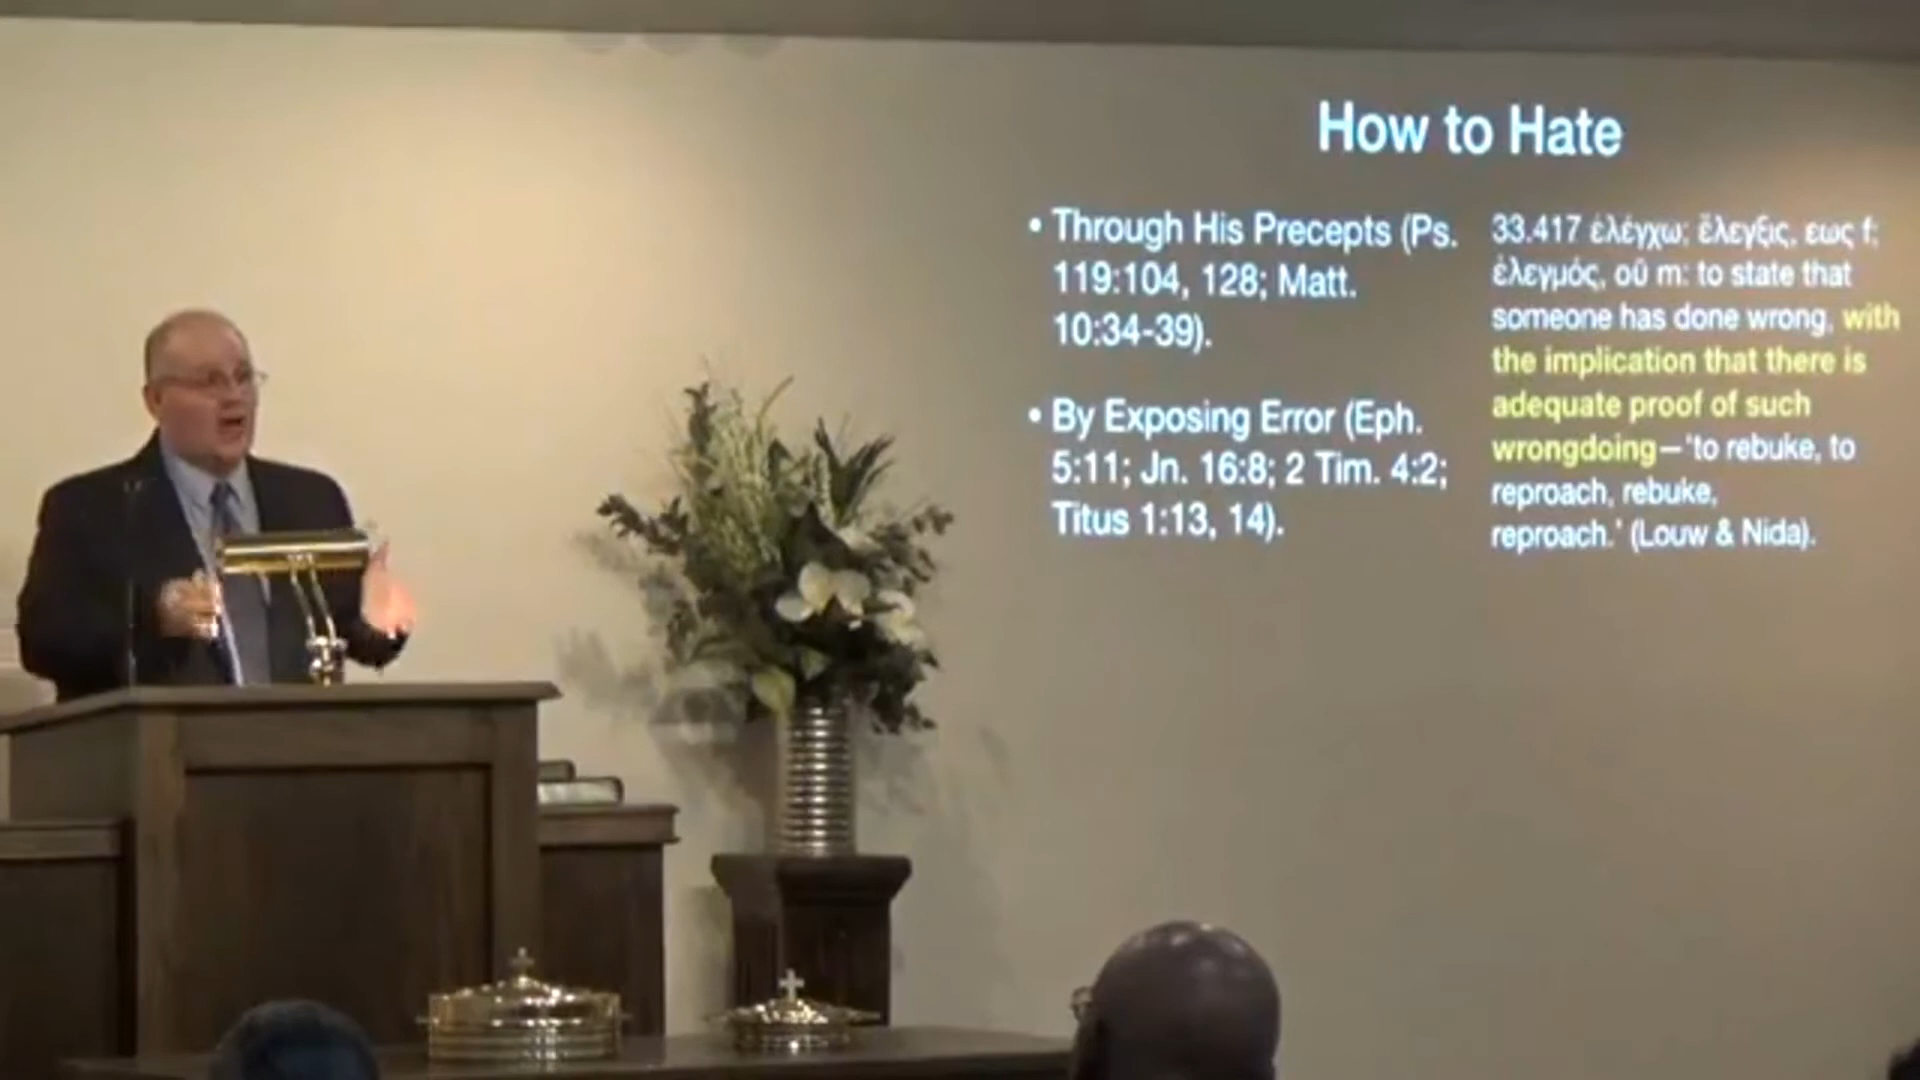 How to Hate
• Through His Precepts (Ps.
119:104, 128; Matt.
10:34-39).
• By Exposing Error (Eph.
5:11; Jn. 16:8; 2 Tim. 4:2;
Titus 1:13, 14).
33.417 ἐλέγχω; ἔλεγξις, εως f;
ἐλεγμός, οῦ m: to state that
someone has done wrong, with
the implication that there is
adequate proof of such
wrongdoing—‘to rebuke, to
reproach, rebuke,
reproach.’ (Louw & Nida).